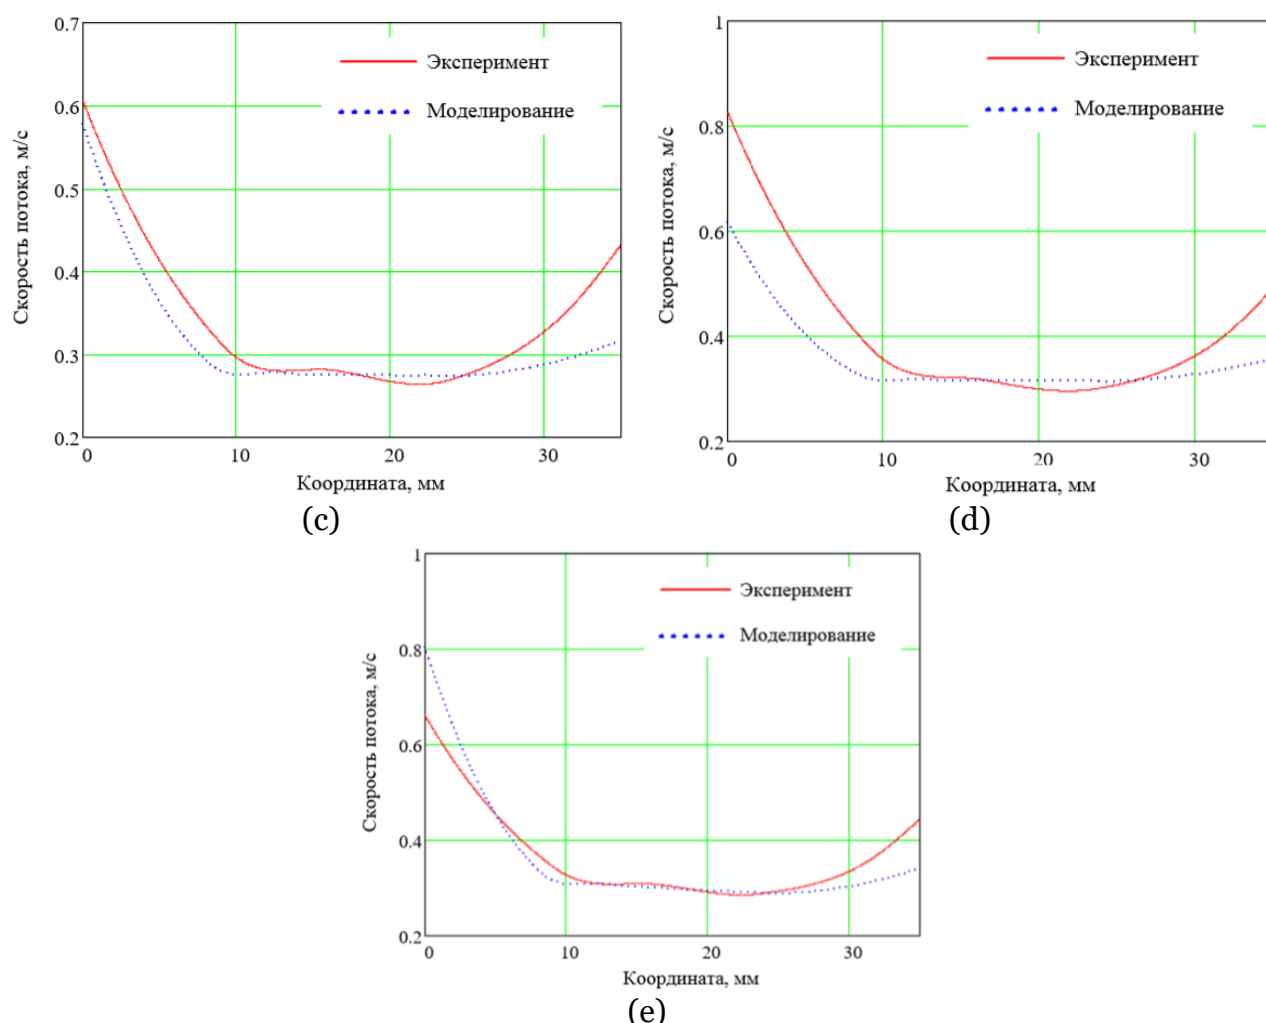 0.7
0.6
0.5
0.4
0.3
0.2
Скорость потока, м/с
Эксперимент
Моделирование
0
10
20
30
Координата, мм
(c)
1
0.8
0.6
0.4
0.2
Скорость потока, м/с
Эксперимент
Моделирование
0
10
20
30
Координата, мм
(d)
1
0.8
0.6
0.4
0.2
Скорость потока, м/с
Эксперимент
Моделирование
0
10
20
30
Координата, мм
(e)